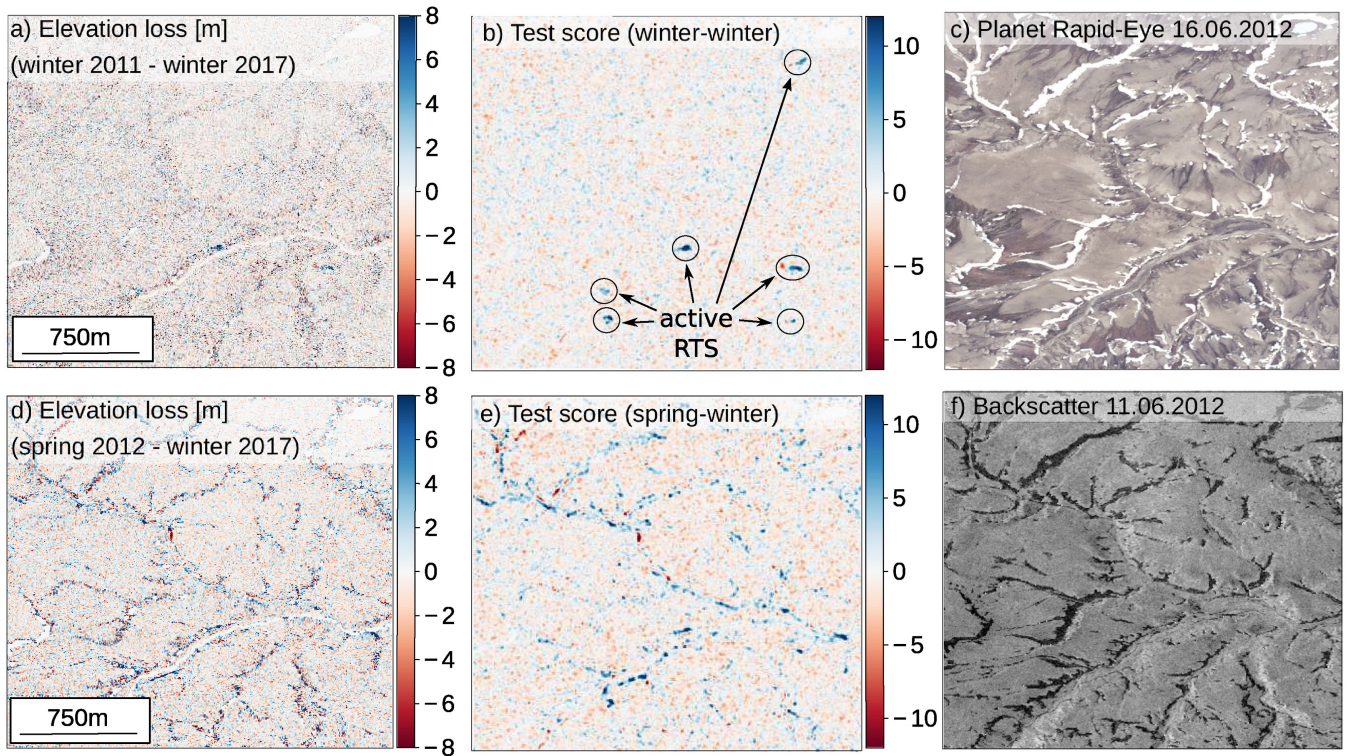 a) Elevation loss [m]
(winter 2011 - winter 2017)
8
6
4
2
0
−2
−4
−6
−8
750m
b) Test score (winter-winter)
active
RTS
10
5
0
−5
−10
c) Planet Rapid-Eye 16.06.2012
d) Elevation loss [m]
(spring 2012 - winter 2017)
8
6
4
2
0
−2
−4
−6
−8
750m
e) Test score (spring-winter)
10
5
0
−5
−10
f) Backscatter 11.06.2012